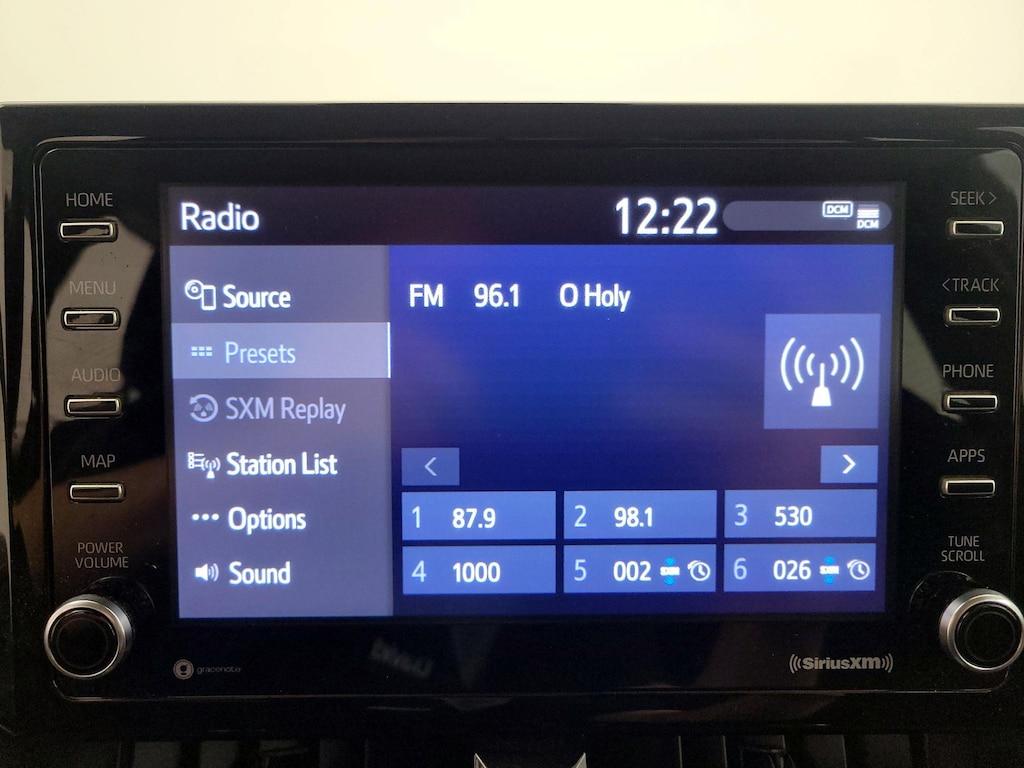 HOME
MENU
AUDIO
MAP
POWER
VOLUME
Radio
12:22
DCM
DCM
Source
Presets
SXM Replay
Station List
Options
Sound
FM 96.1 O Holy
<
>
1 87.9
2 98.1
3 530
4 1000
5 002 SXM
6 026 SXM
SEEK >
< TRACK
PHONE
APPS
TUNE
SCROLL
gracenote
SiriusXM